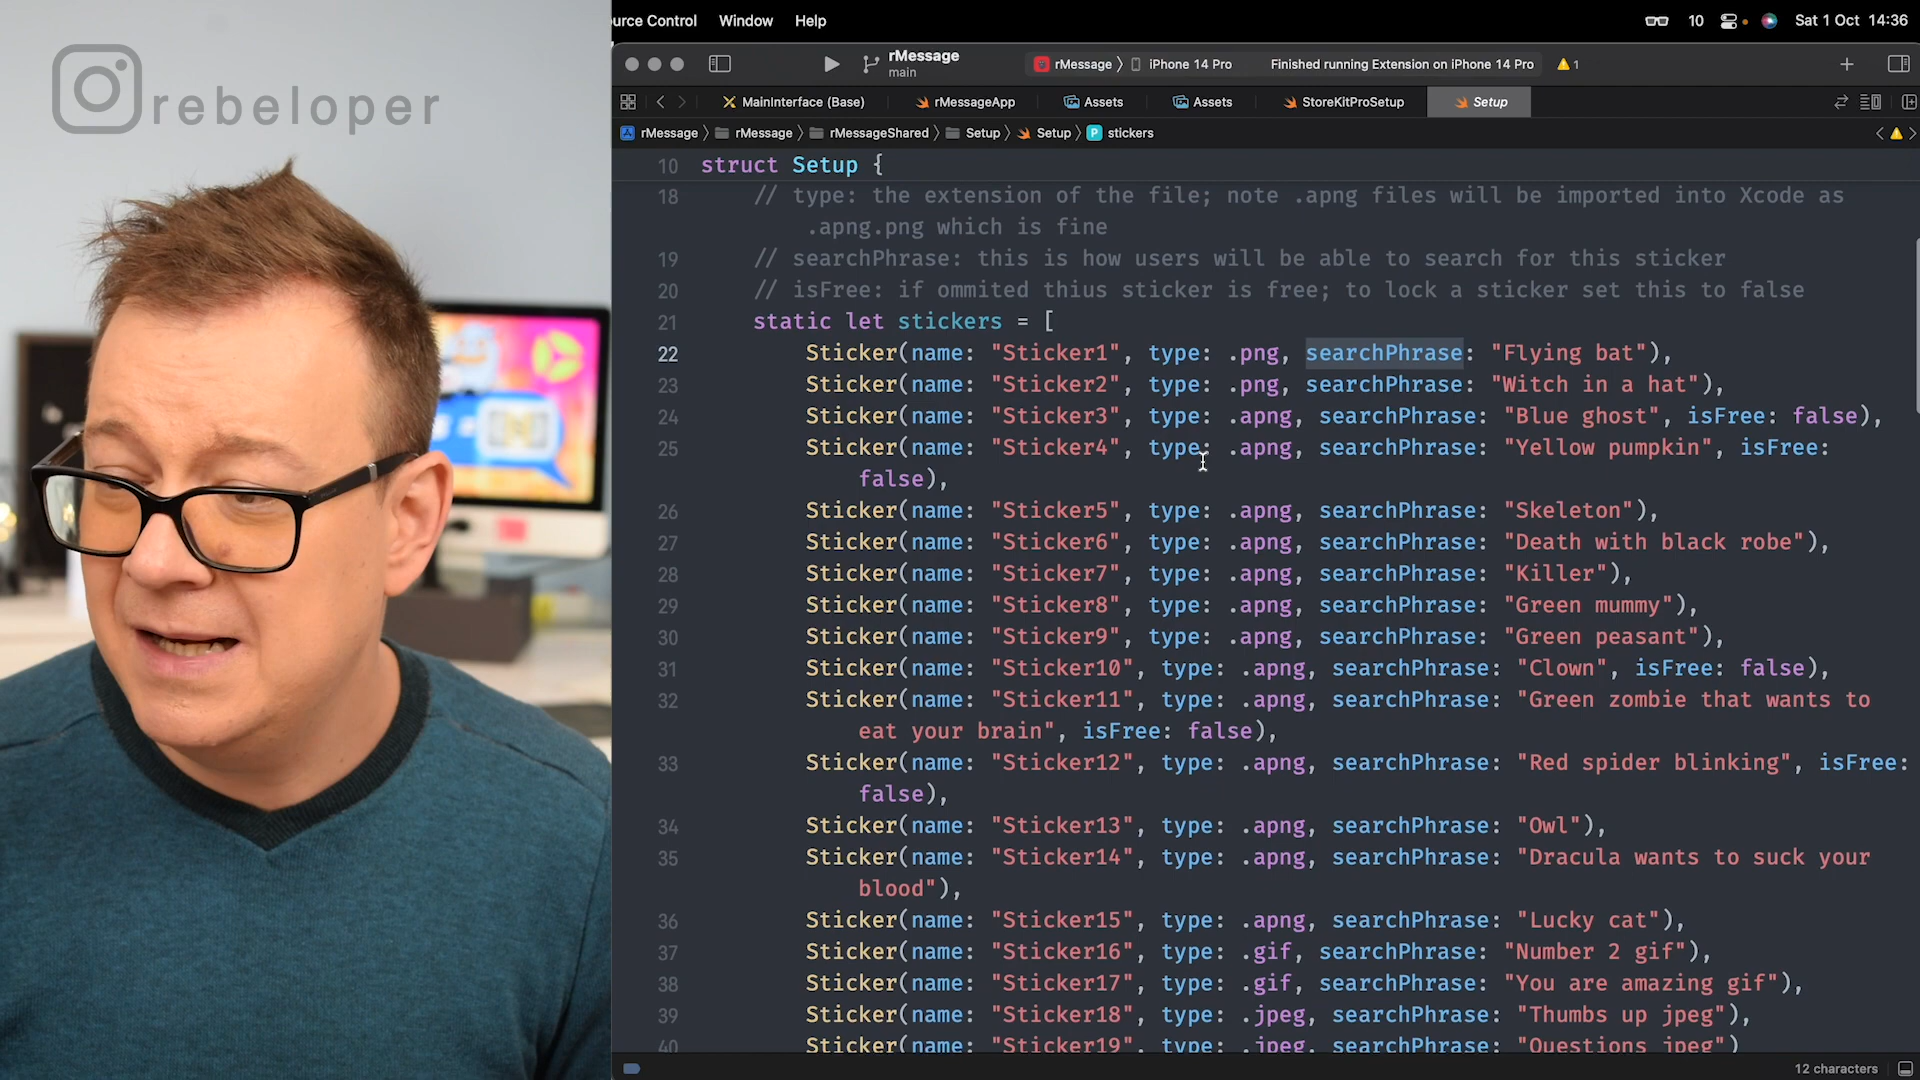 rebeloper
urce Control Window Help
10 Sat 1 Oct 14:36
rMessage
main
rMessage iPhone 14 Pro Finished running Extension on iPhone 14 Pro 1
MainInterface (Base) rMessageApp Assets Assets StoreKitProSetup Setup
rMessage rMessage rMessageShared Setup Setup P stickers
10 struct Setup {
18 // type: the extension of the file; note .apng files will be imported into Xcode as
.apng.png which is fine
19 // searchPhrase: this is how users will be able to search for this sticker
20 // isFree: if ommited thius sticker is free; to lock a sticker set this to false
21 static let stickers = [
22 Sticker(name: "Sticker1", type: .png, searchPhrase: "Flying bat"),
23 Sticker(name: "Sticker2", type: .png, searchPhrase: "Witch in a hat"),
24 Sticker(name: "Sticker3", type: .apng, searchPhrase: "Blue ghost", isFree: false),
25 Sticker(name: "Sticker4", type: .apng, searchPhrase: "Yellow pumpkin", isFree:
false),
26 Sticker(name: "Sticker5", type: .apng, searchPhrase: "Skeleton"),
27 Sticker(name: "Sticker6", type: .apng, searchPhrase: "Death with black robe"),
28 Sticker(name: "Sticker7", type: .apng, searchPhrase: "Killer"),
29 Sticker(name: "Sticker8", type: .apng, searchPhrase: "Green mummy"),
30 Sticker(name: "Sticker9", type: .apng, searchPhrase: "Green peasant"),
31 Sticker(name: "Sticker10", type: .apng, searchPhrase: "Clown", isFree: false),
32 Sticker(name: "Sticker11", type: .apng, searchPhrase: "Green zombie that wants to
eat your brain", isFree: false),
33 Sticker(name: "Sticker12", type: .apng, searchPhrase: "Red spider blinking", isFree:
false),
34 Sticker(name: "Sticker13", type: .apng, searchPhrase: "Owl"),
35 Sticker(name: "Sticker14", type: .apng, searchPhrase: "Dracula wants to suck your
blood"),
36 Sticker(name: "Sticker15", type: .apng, searchPhrase: "Lucky cat"),
37 Sticker(name: "Sticker16", type: .gif, searchPhrase: "Number 2 gif"),
38 Sticker(name: "Sticker17", type: .gif, searchPhrase: "You are amazing gif"),
39 Sticker(name: "Sticker18", type: .jpeg, searchPhrase: "Thumbs up jpeg"),
40 Sticker(name: "Sticker19", type: .jpeg, searchPhrase: "Questions jpeg")
12 characters